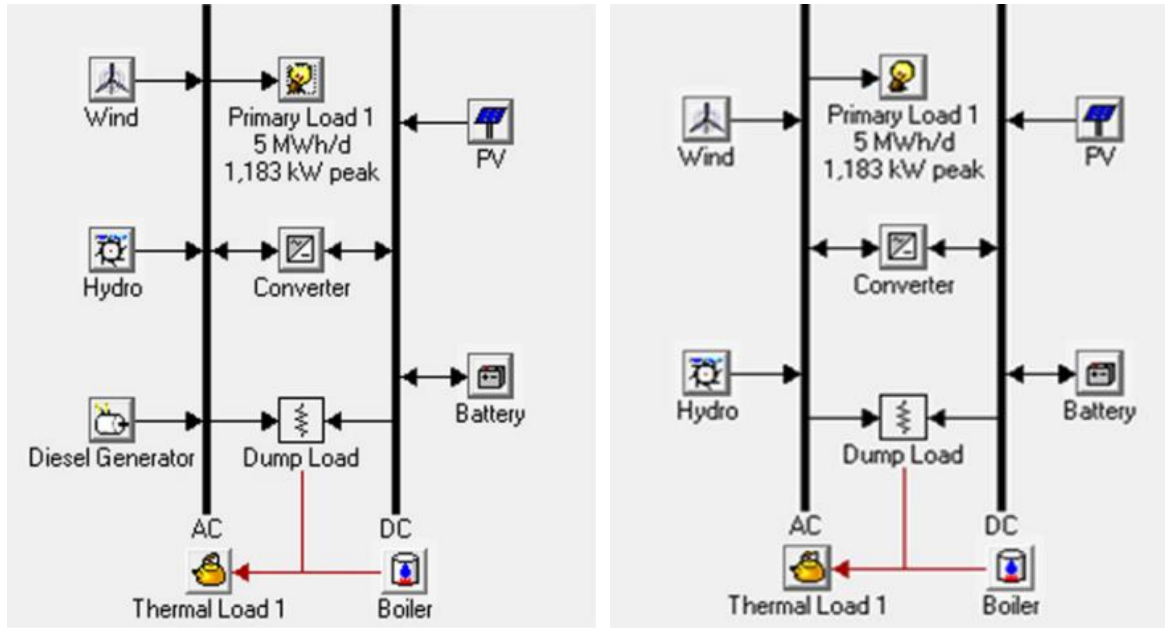 Wind
Primary Load 1
5 MWh/d
1,183 kW peak
PV
Hydro
Converter
Battery
Diesel Generator
Dump Load
AC
DC
Thermal Load 1
Boiler
Primary Load 1
5 MWh/d
1,183 kW peak
Wind
PV
Converter
Hydro
Battery
Dump Load
AC
DC
Thermal Load 1
Boiler